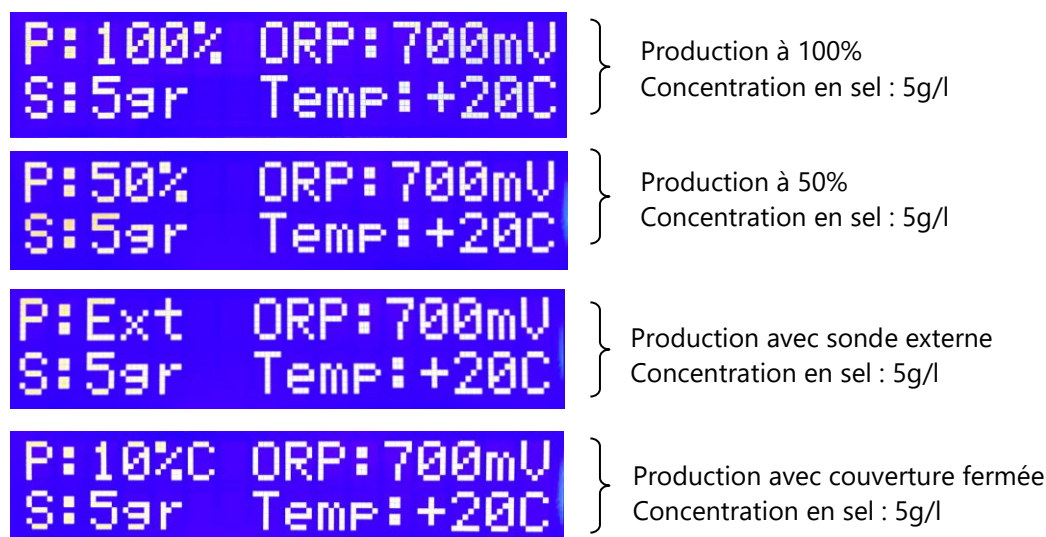 P:100% ORP:700mV
S:5gr Temp:+20C
Production à 100%
Concentration en sel : 5g/l
P:50% ORP:700mV
S:5gr Temp:+20C
Production à 50%
Concentration en sel : 5g/l
P:Ext ORP:700mV
S:5gr Temp:+20C
Production avec sonde externe
Concentration en sel : 5g/l
P:10%C ORP:700mV
S:5gr Temp:+20C
Production avec couverture fermée
Concentration en sel : 5g/l